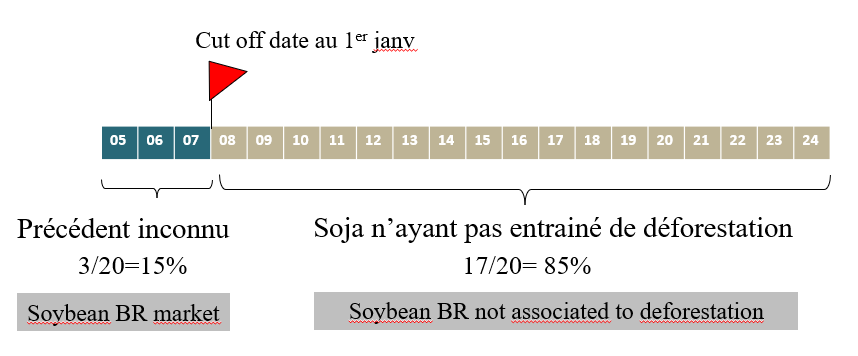 Cut off date au 1er janv
05 06 07 08 09 10 11 12 13 14 15 16 17 18 19 20 21 22 23 24
Précédent inconnu
3/20=15%
Soybean BR market
Soja n’ayant pas entrainé de déforestation
17/20= 85%
Soybean BR not associated to deforestation